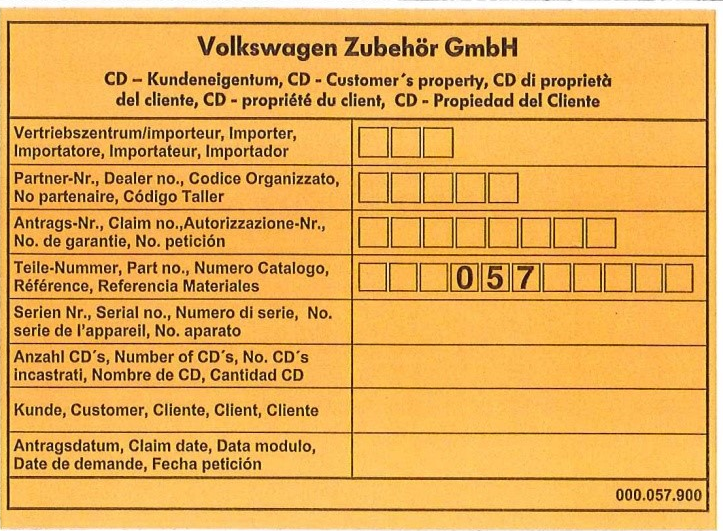 Volkswagen Zubehör GmbH
CD – Kundeneigentum, CD - Customer´s property, CD di proprietà
del cliente, CD - propriété du client, CD - Propiedad del Cliente
Vertriebszentrum/importeur, Importer,
Importatore, Importateur, Importador
Partner-Nr., Dealer no., Codice Organizzato,
No partenaire, Código Taller
Antrags-Nr., Claim no.,Autorizzazione-Nr.,
No. de garantie, No. petición
Teile-Nummer, Part no., Numero Catalogo,
Référence, Referencia Materiales
057
Serien Nr., Serial no., Numero di serie, No.
serie de l´appareil, No. aparato
Anzahl CD´s, Number of CD´s, No. CD´s
incastrati, Nombre de CD, Cantidad CD
Kunde, Customer, Cliente, Client, Cliente
Antragsdatum, Claim date, Data modulo,
Date de demande, Fecha petición
000.057.900